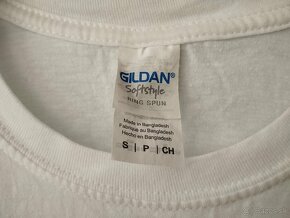 GILDAN®
Softstyle
RING SPUN
Made in Bangladesh
Fabriqué au Bangladesh
Hecho en Bangladesh
S | P | CH